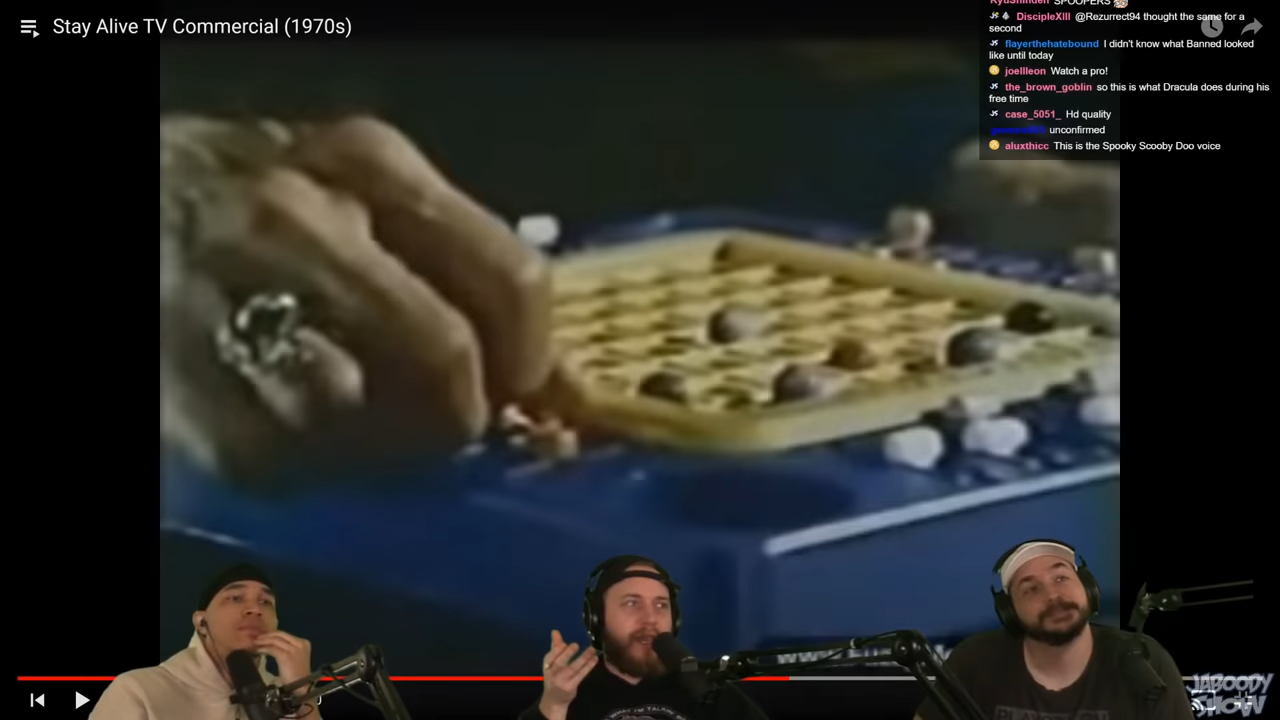 Stay Alive TV Commercial (1970s)
SPOOPERS
DiscipleXIII @Rezurrect94 thought the same for a
second
flayerthehatebound I didn't know what Banned looked
like until today
joellleon Watch a pro!
the_brown_goblin so this is what Dracula does during his
free time
case_5051_ Hd quality
unconfirmed
aluxthicc This is the Spooky Scooby Doo voice
JABOODY
SHOW